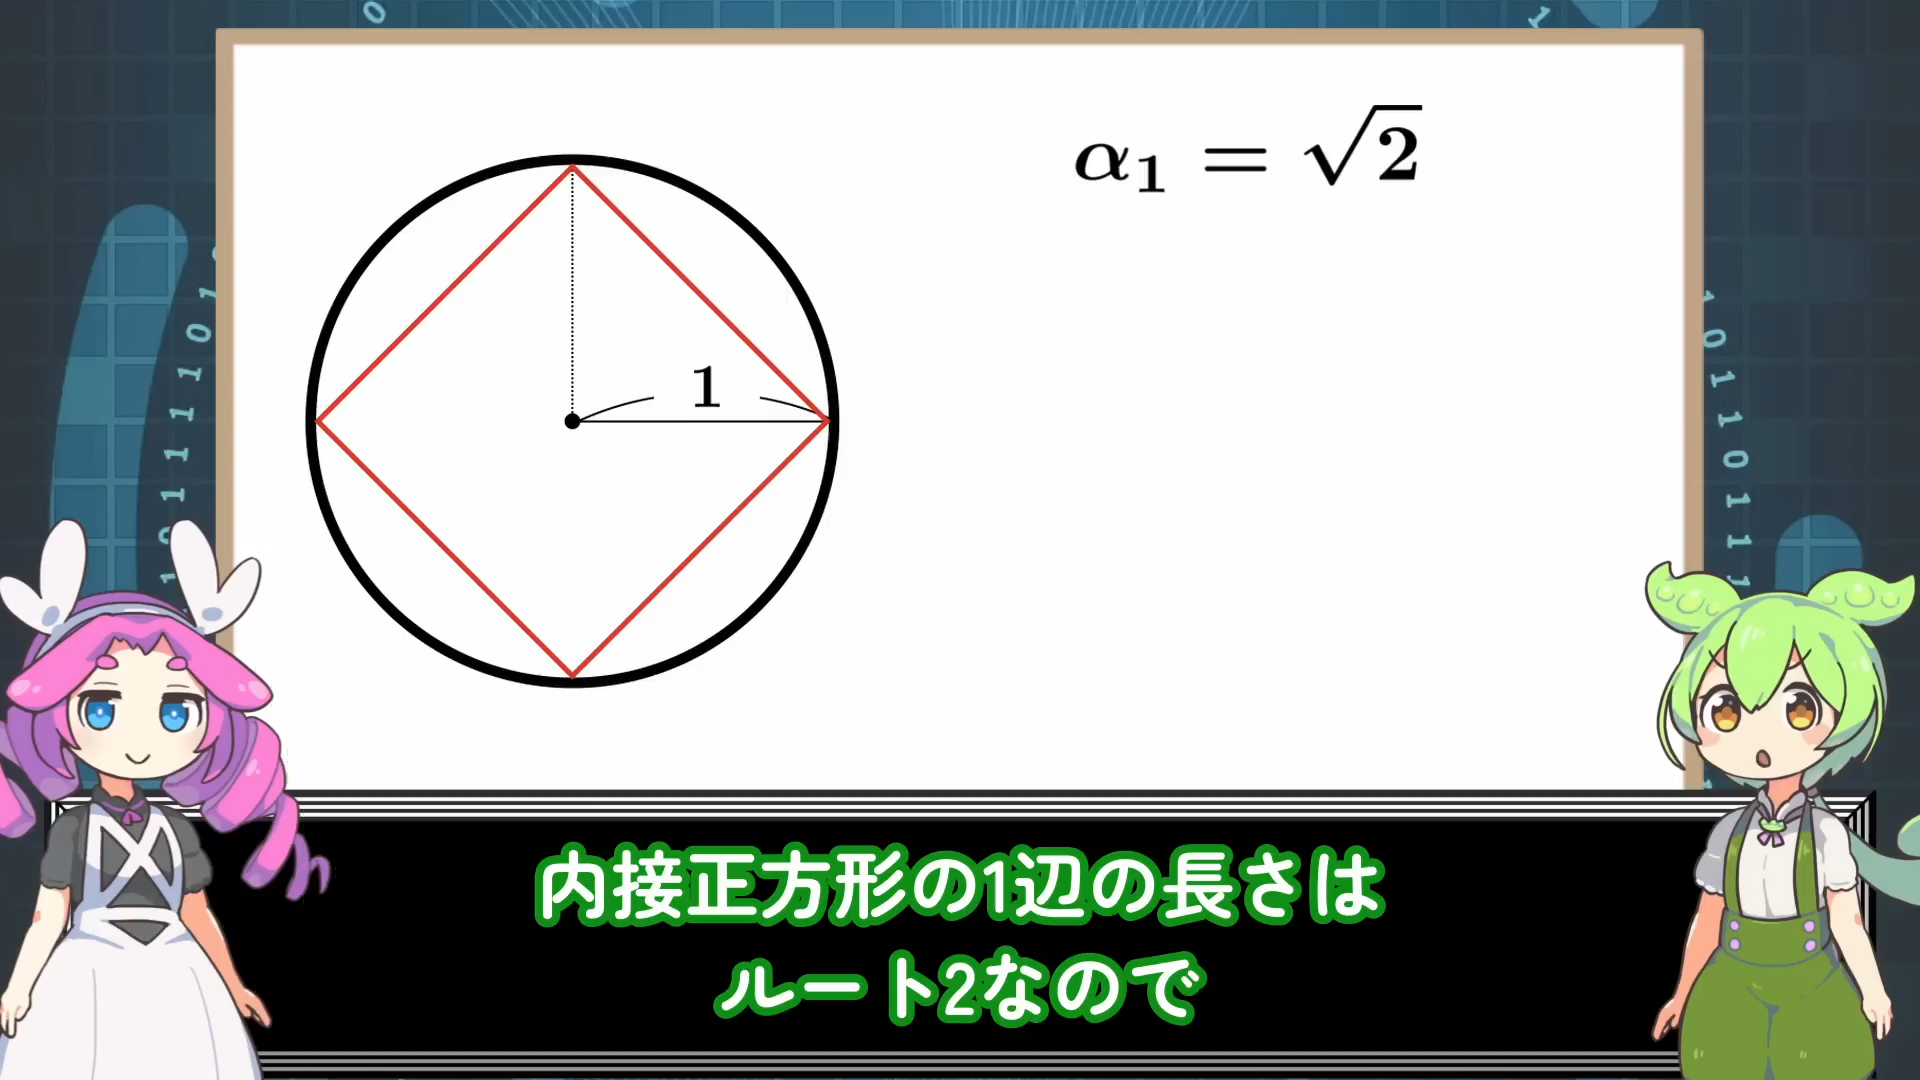 α₁ = √2
1
内接正方形の1辺の長さは
ルート2なので